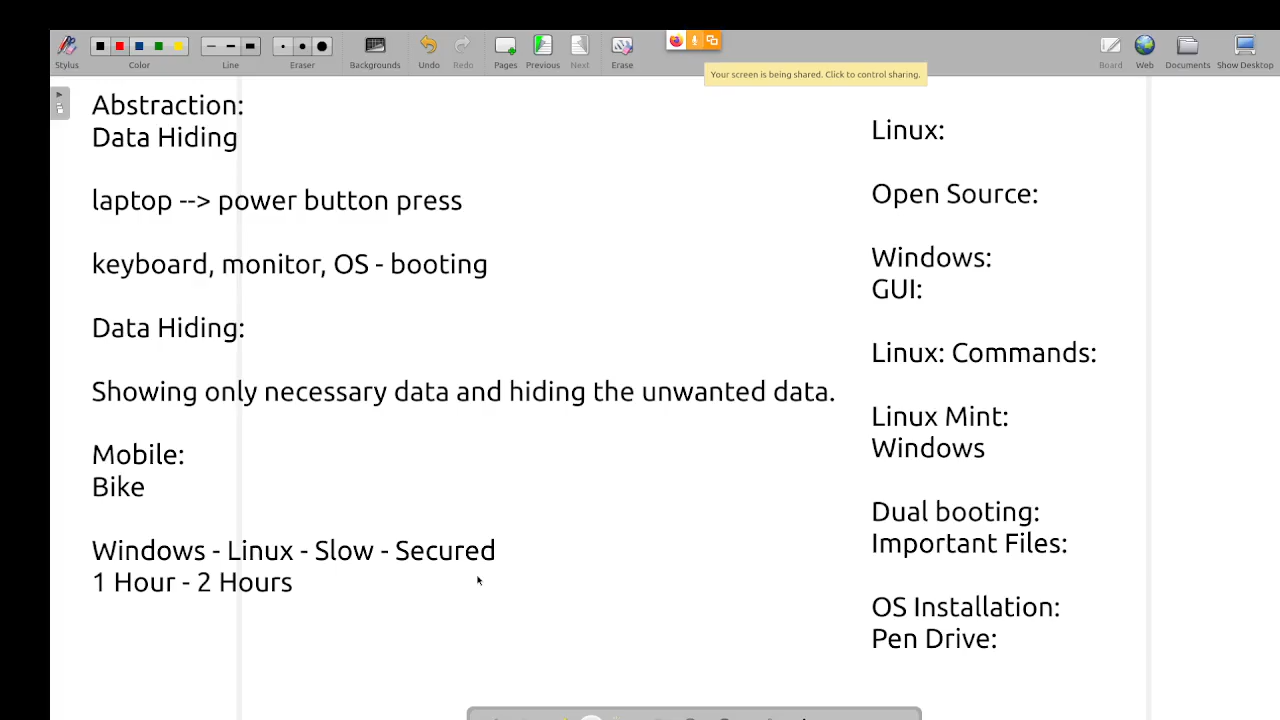 Stylus
Color
Line
Eraser
Backgrounds
Undo
Redo
Pages
Previous
Next
Erase
Board
Web
Documents
Show Desktop
Your screen is being shared. Click to control sharing.
Abstraction:
Data Hiding
laptop --> power button press
keyboard, monitor, OS - booting
Data Hiding:
Showing only necessary data and hiding the unwanted data.
Mobile:
Bike
Windows - Linux - Slow - Secured
1 Hour - 2 Hours
Linux:
Open Source:
Windows:
GUI:
Linux: Commands:
Linux Mint:
Windows
Dual booting:
Important Files:
OS Installation:
Pen Drive: